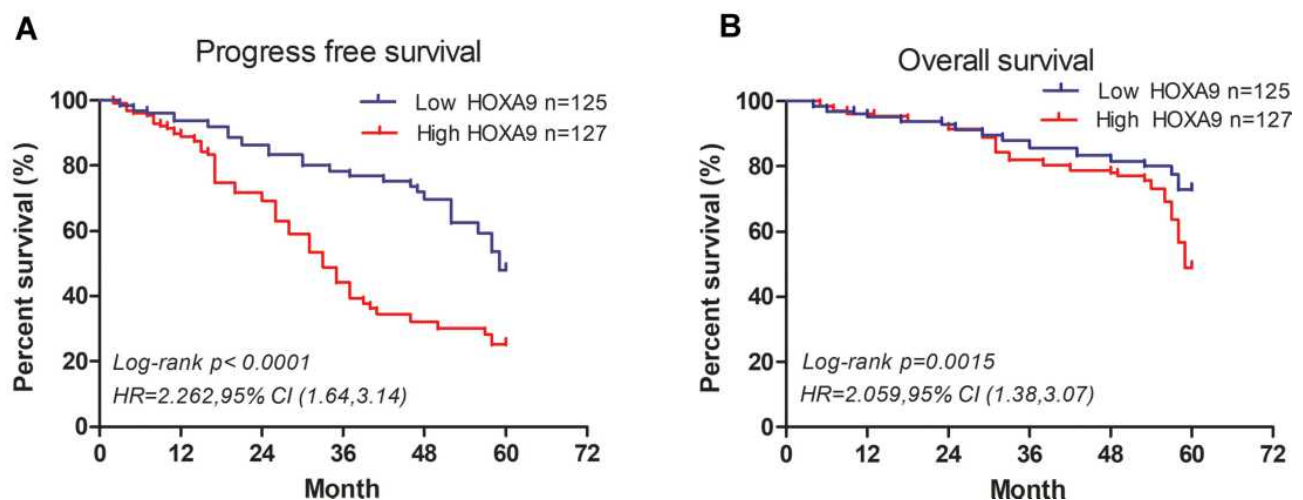 A
Progress free survival
Low HOXA9 n=125
High HOXA9 n=127
Percent survival (%)
100
80
60
40
20
0
Log-rank p< 0.0001
HR=2.262,95% CI (1.64,3.14)
0 12 24 36 48 60 72
Month
B
Overall survival
Low HOXA9 n=125
High HOXA9 n=127
Percent survival (%)
100
80
60
40
20
0
Log-rank p=0.0015
HR=2.059,95% CI (1.38,3.07)
0 12 24 36 48 60 72
Month